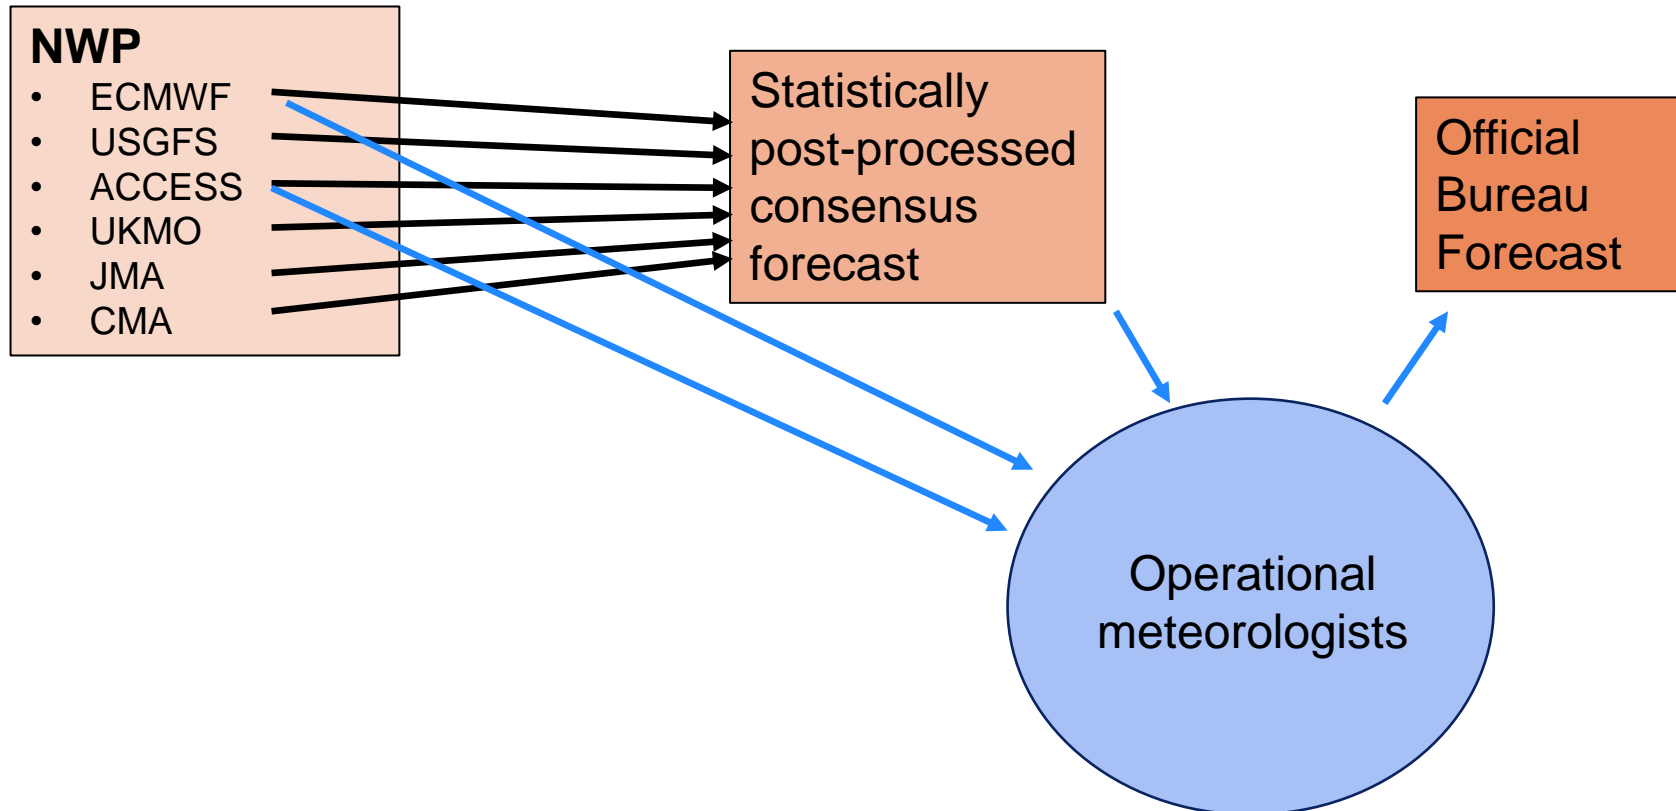 NWP
• ECMWF
• USGFS
• ACCESS
• UKMO
• JMA
• CMA
Statistically
post-processed
consensus
forecast
Official
Bureau
Forecast
Operational
meteorologists